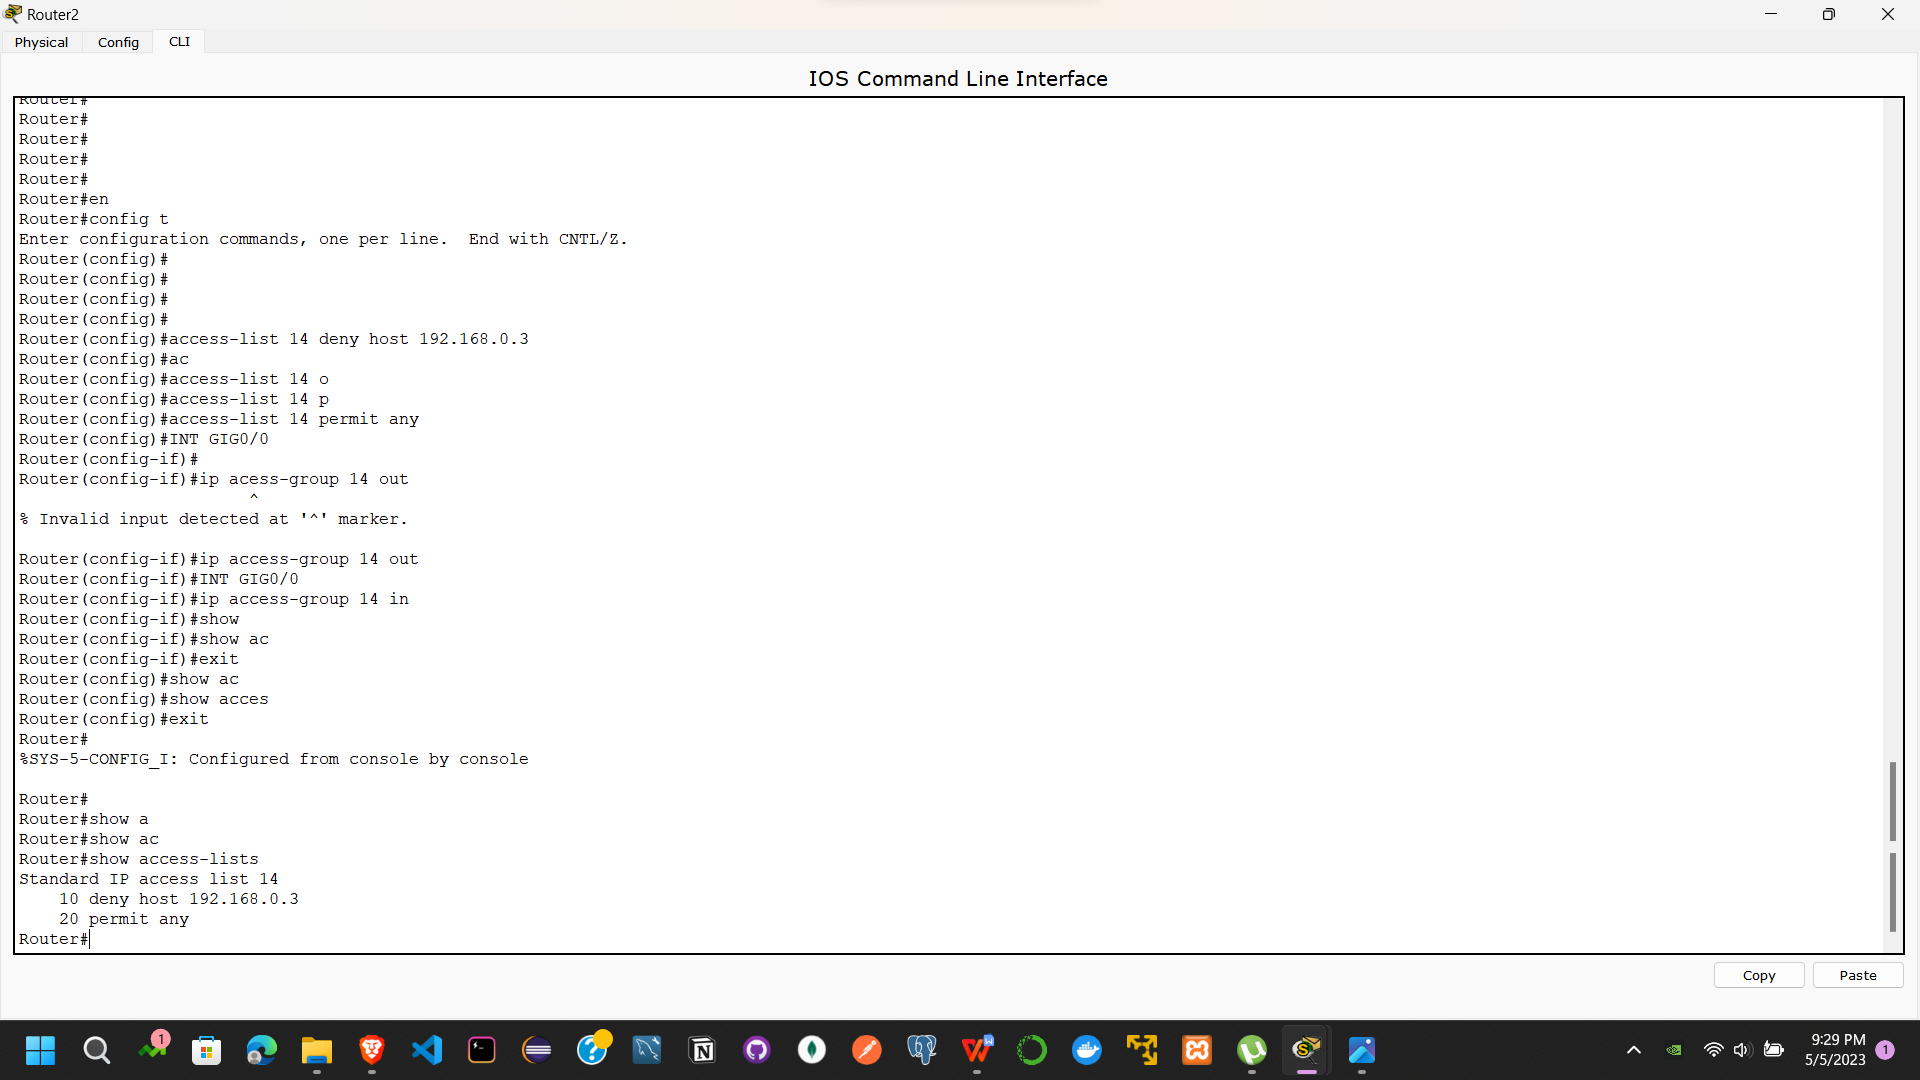 Router2
Physical Config CLI
IOS Command Line Interface
Router#
Router#
Router#
Router#
Router#
Router#en
Router#config t
Enter configuration commands, one per line.  End with CNTL/Z.
Router(config)#
Router(config)#
Router(config)#
Router(config)#
Router(config)#access-list 14 deny host 192.168.0.3
Router(config)#ac
Router(config)#access-list 14 o
Router(config)#access-list 14 p
Router(config)#access-list 14 permit any
Router(config)#INT GIG0/0
Router(config-if)#
Router(config-if)#ip acess-group 14 out
^
% Invalid input detected at '^' marker.
Router(config-if)#ip access-group 14 out
Router(config-if)#INT GIG0/0
Router(config-if)#ip access-group 14 in
Router(config-if)#show
Router(config-if)#show ac
Router(config-if)#exit
Router(config)#show ac
Router(config)#show acces
Router(config)#exit
Router#
%SYS-5-CONFIG_I: Configured from console by console
Router#
Router#show a
Router#show ac
Router#show access-lists
Standard IP access list 14
10 deny host 192.168.0.3
20 permit any
Router#
Copy Paste
9:29 PM
5/5/2023
1
1